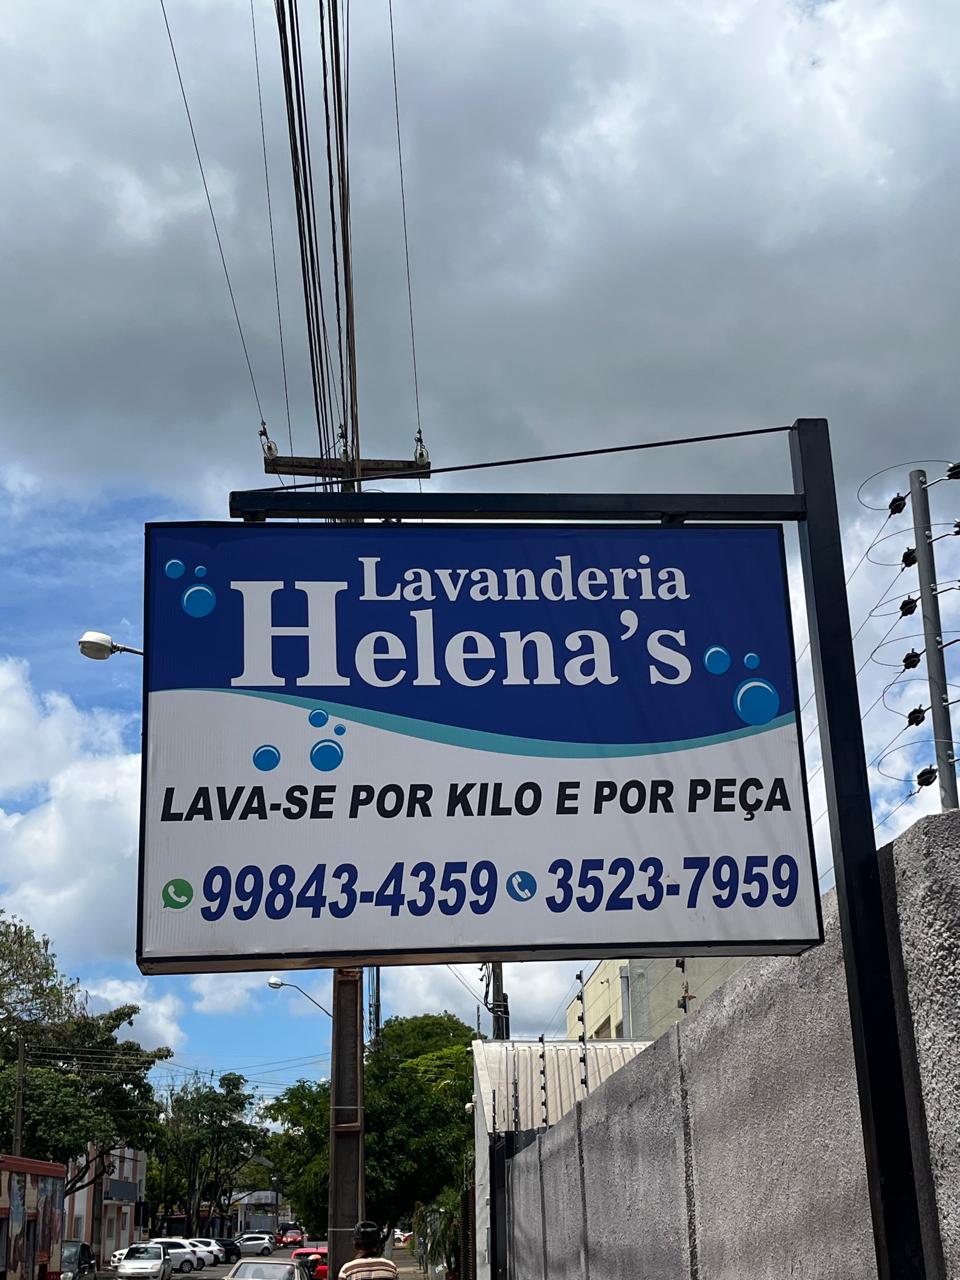 Lavanderia
Helena's
LAVA-SE POR KILO E POR PEÇA
99843-4359 3523-7959